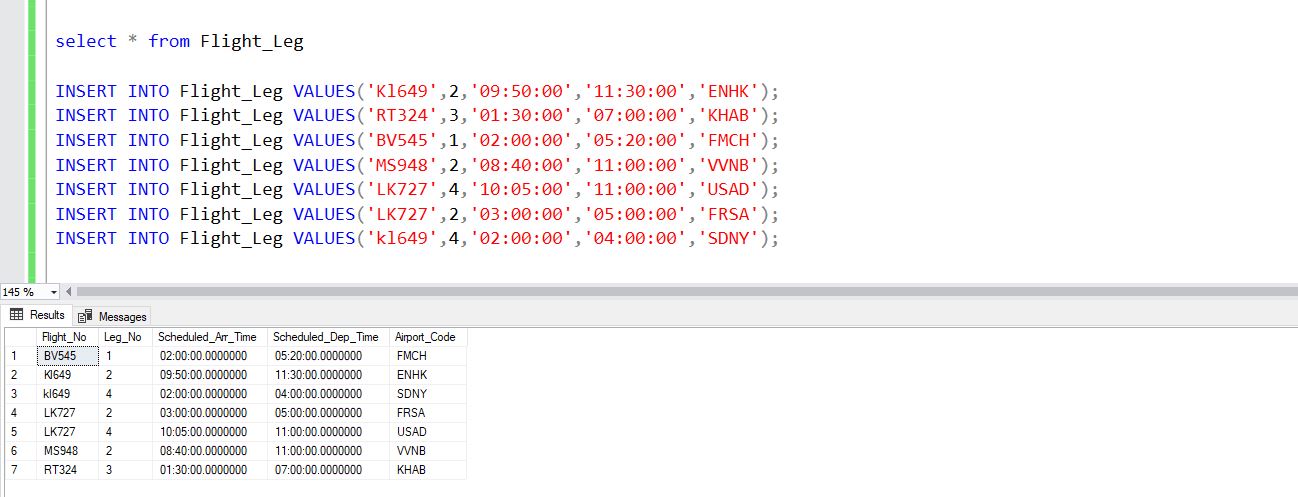 select * from Flight_Leg
INSERT INTO Flight_Leg VALUES('Kl649',2,'09:50:00','11:30:00','ENHK');
INSERT INTO Flight_Leg VALUES('RT324',3,'01:30:00','07:00:00','KHAB');
INSERT INTO Flight_Leg VALUES('BV545',1,'02:00:00','05:20:00','FMCH');
INSERT INTO Flight_Leg VALUES('MS948',2,'08:40:00','11:00:00','VVNB');
INSERT INTO Flight_Leg VALUES('LK727',4,'10:05:00','11:00:00','USAD');
INSERT INTO Flight_Leg VALUES('LK727',2,'03:00:00','05:00:00','FRSA');
INSERT INTO Flight_Leg VALUES('kl649',4,'02:00:00','04:00:00','SDNY');
145 %
Results Messages
Flight_No Leg_No Scheduled_Arr_Time Scheduled_Dep_Time Airport_Code
1 BV545 1 02:00:00.0000000 05:20:00.0000000 FMCH
2 Kl649 2 09:50:00.0000000 11:30:00.0000000 ENHK
3 kl649 4 02:00:00.0000000 04:00:00.0000000 SDNY
4 LK727 2 03:00:00.0000000 05:00:00.0000000 FRSA
5 LK727 4 10:05:00.0000000 11:00:00.0000000 USAD
6 MS948 2 08:40:00.0000000 11:00:00.0000000 VVNB
7 RT324 3 01:30:00.0000000 07:00:00.0000000 KHAB